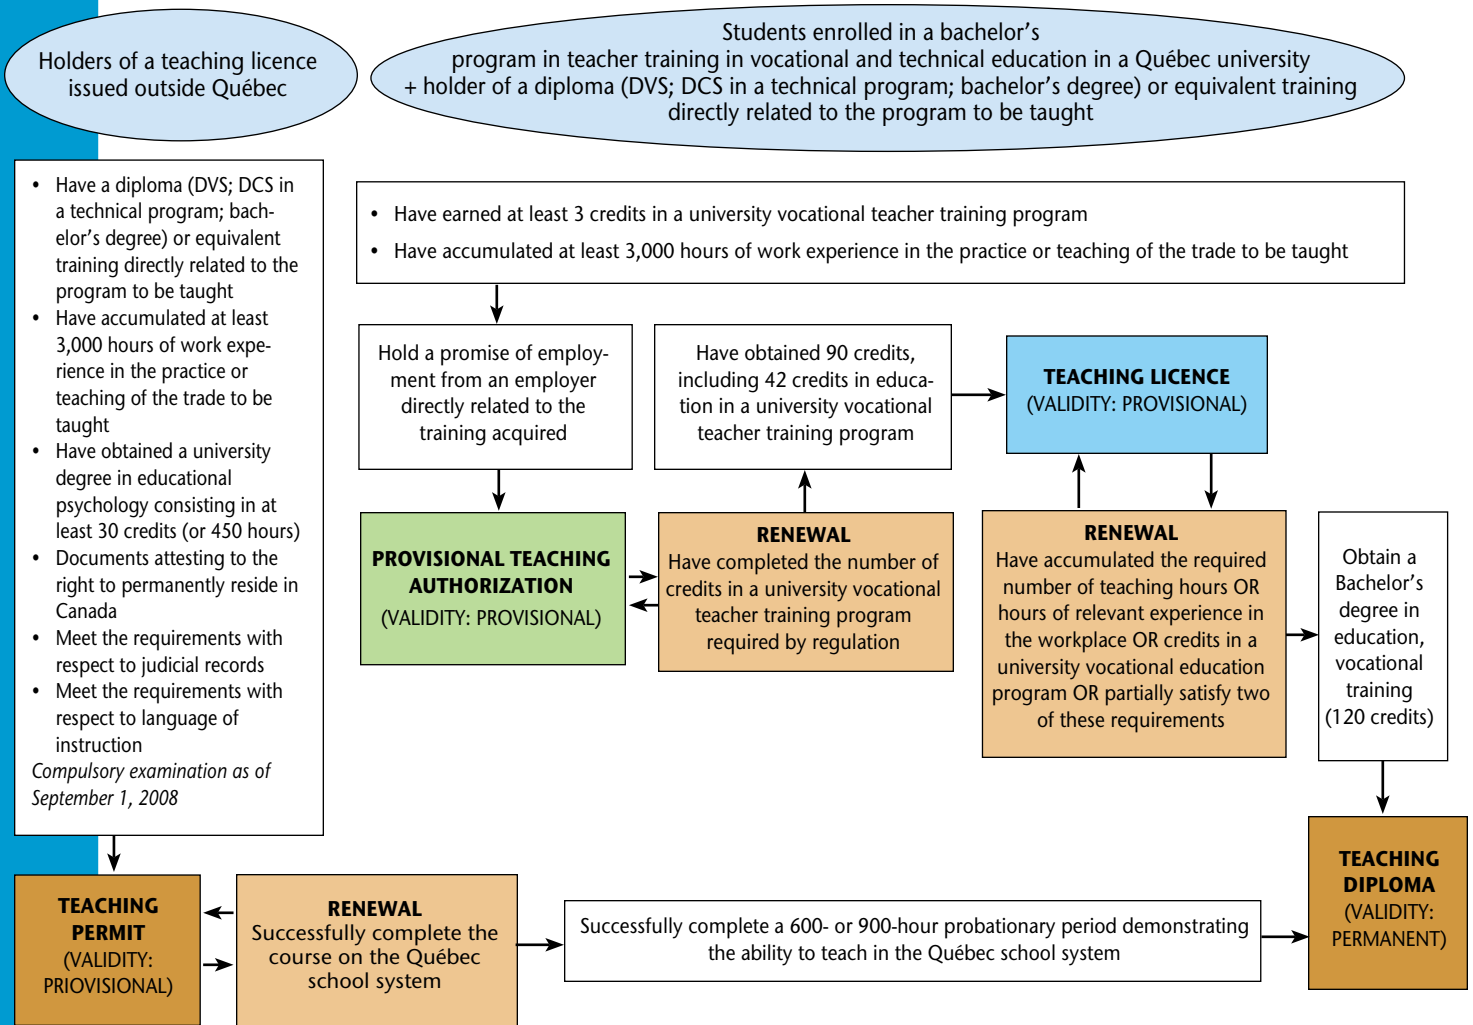 Holders of a teaching licence
issued outside Québec
Students enrolled in a bachelor's
program in teacher training in vocational and technical education in a Québec university
+ holder of a diploma (DVS; DCS in a technical program; bachelor's degree) or equivalent training
directly related to the program to be taught
• Have a diploma (DVS; DCS in
a technical program; bach-
elor's degree) or equivalent
training directly related to the
program to be taught
• Have accumulated at least
3,000 hours of work expe-
rience in the practice or
teaching of the trade to be
taught
• Have obtained a university
degree in educational
psychology consisting in at
least 30 credits (or 450 hours)
• Documents attesting to the
right to permanently reside in
Canada
• Meet the requirements with
respect to judicial records
• Meet the requirements with
respect to language of
instruction
Compulsory examination as of
September 1, 2008
• Have earned at least 3 credits in a university vocational teacher training program
• Have accumulated at least 3,000 hours of work experience in the practice or teaching of the trade to be taught
Hold a promise of employ-
ment from an employer
directly related to the
training acquired
Have obtained 90 credits,
including 42 credits in educa-
tion in a university vocational
teacher training program
TEACHING LICENCE
(VALIDITY: PROVISIONAL)
PROVISIONAL TEACHING
AUTHORIZATION
(VALIDITY: PROVISIONAL)
RENEWAL
Have completed the number of
credits in a university vocational
teacher training program
required by regulation
RENEWAL
Have accumulated the required
number of teaching hours OR
hours of relevant experience in
the workplace OR credits in a
university vocational education
program OR partially satisfy two
of these requirements
Obtain a
Bachelor's
degree in
education,
vocational
training
(120 credits)
TEACHING
PERMIT
(VALIDITY:
PRIOVISIONAL)
RENEWAL
Successfully complete the
course on the Québec
school system
Successfully complete a 600- or 900-hour probationary period demonstrating
the ability to teach in the Québec school system
TEACHING
DIPLOMA
(VALIDITY:
PERMANENT)